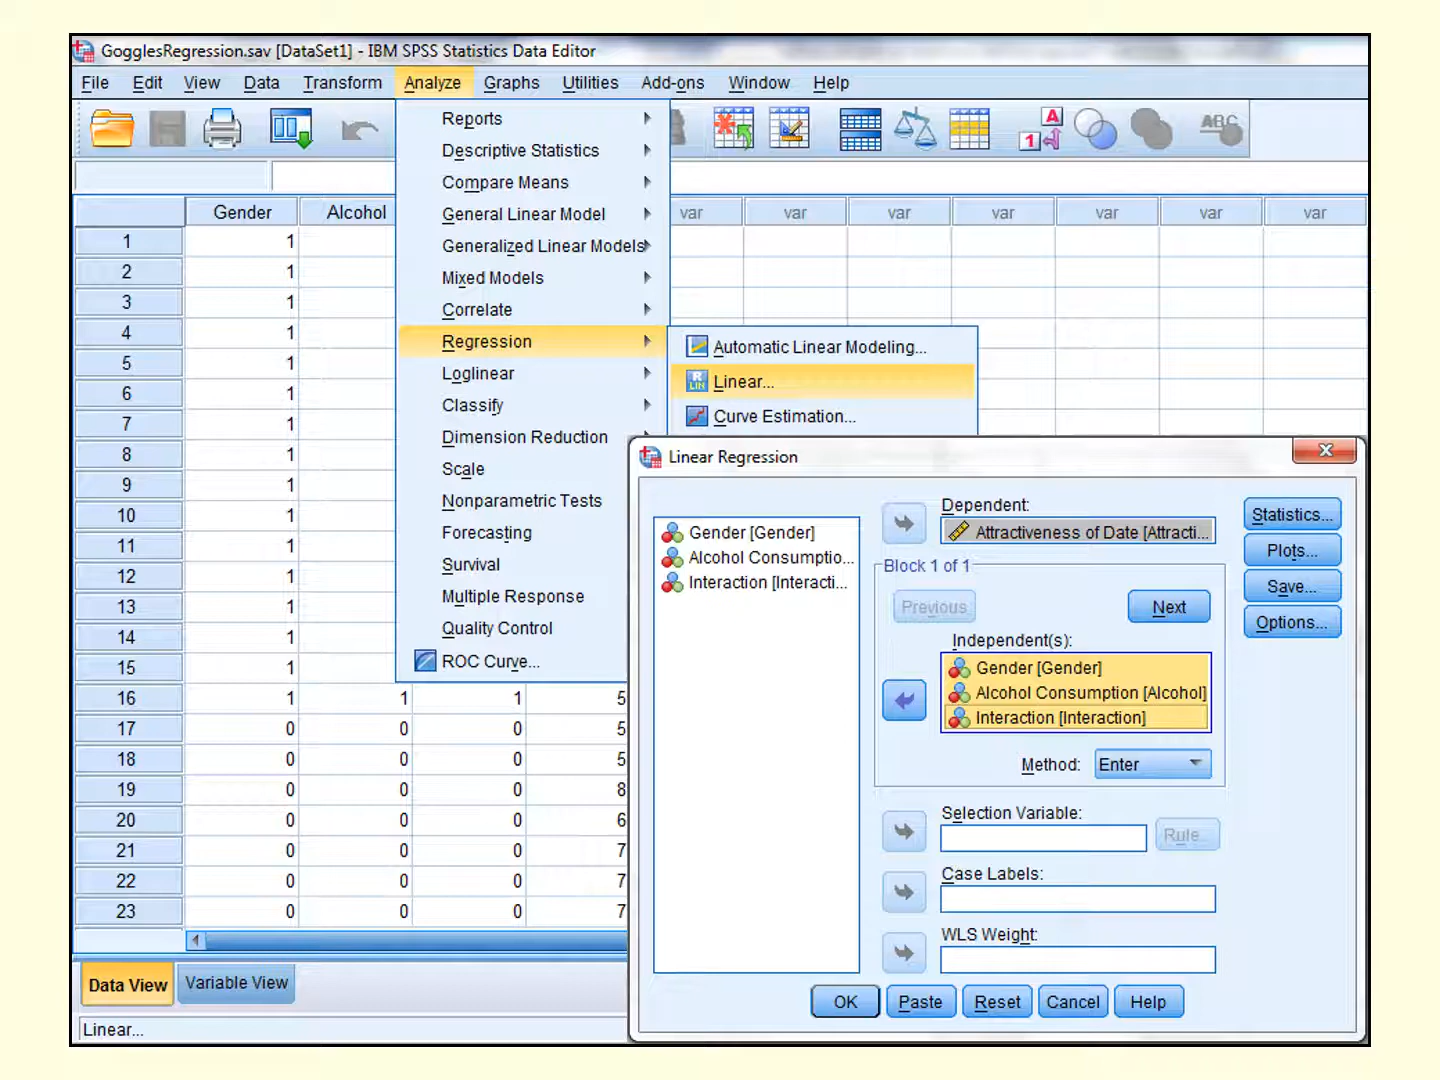 GogglesRegression.sav [DataSet1] - IBM SPSS Statistics Data Editor
File Edit View Data Transform Analyze Graphs Utilities Add-ons Window Help
A
1
ABC
Reports
Descriptive Statistics
Compare Means
General Linear Model
Generalized Linear Models
Mixed Models
Correlate
Regression
Loglinear
Classify
Dimension Reduction
Scale
Nonparametric Tests
Forecasting
Survival
Multiple Response
Quality Control
ROC Curve...
Automatic Linear Modeling...
R LIN Linear...
Curve Estimation...
Gender Alcohol var var var var var var var
1 1
2 1
3 1
4 1
5 1
6 1
7 1
8 1
9 1
10 1
11 1
12 1
13 1
14 1
15 1
16 1 1 1 5
17 0 0 0 5
18 0 0 0 5
19 0 0 0 8
20 0 0 0 6
21 0 0 0 7
22 0 0 0 7
23 0 0 0 7
Data View Variable View
Linear...
Linear Regression
Gender [Gender]
Alcohol Consumptio...
Interaction [Interacti...
Dependent:
Attractiveness of Date [Attracti...
Block 1 of 1
Previous Next
Independent(s):
Gender [Gender]
Alcohol Consumption [Alcohol]
Interaction [Interaction]
Method: Enter
Selection Variable:
Rule...
Case Labels:
WLS Weight:
Statistics...
Plots...
Save...
Options...
OK Paste Reset Cancel Help